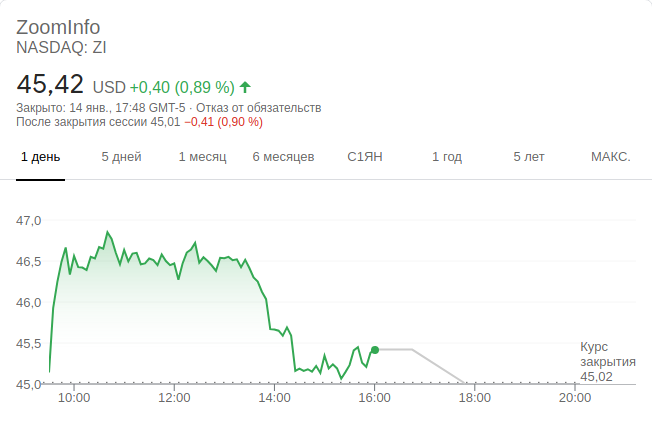 ZoomInfo
NASDAQ: ZI
45,42 USD +0,40 (0,89 %)
Закрыто: 14 янв., 17:48 GMT-5 · Отказ от обязательств
После закрытия сессии 45,01 −0,41 (0,90 %)
1 день 5 дней 1 месяц 6 месяцев С1ЯН 1 год 5 лет МАКС.
47,0
46,5
46,0
45,5
45,0
Курс
закрытия
45,02
10:00 12:00 14:00 16:00 18:00 20:00